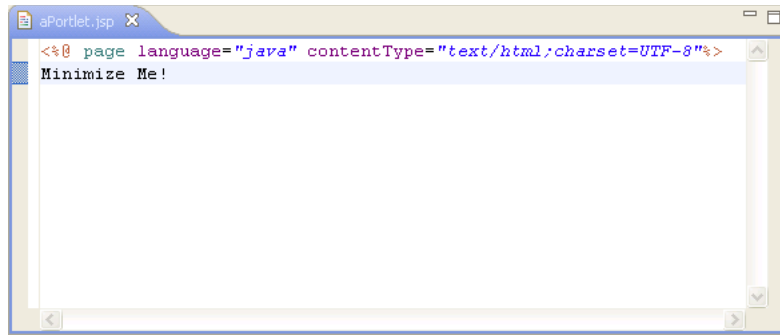 aPortlet.jsp
<%@ page language="java" contentType="text/html;charset=UTF-8"%>
Minimize Me!